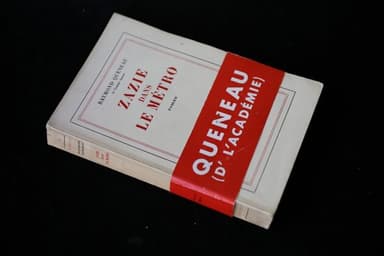 RAYMOND QUENEAU
ZAZIE
DANS
LE MÉTRO
ROMAN
QUENEAU
(D' L'ACADÉMIE)